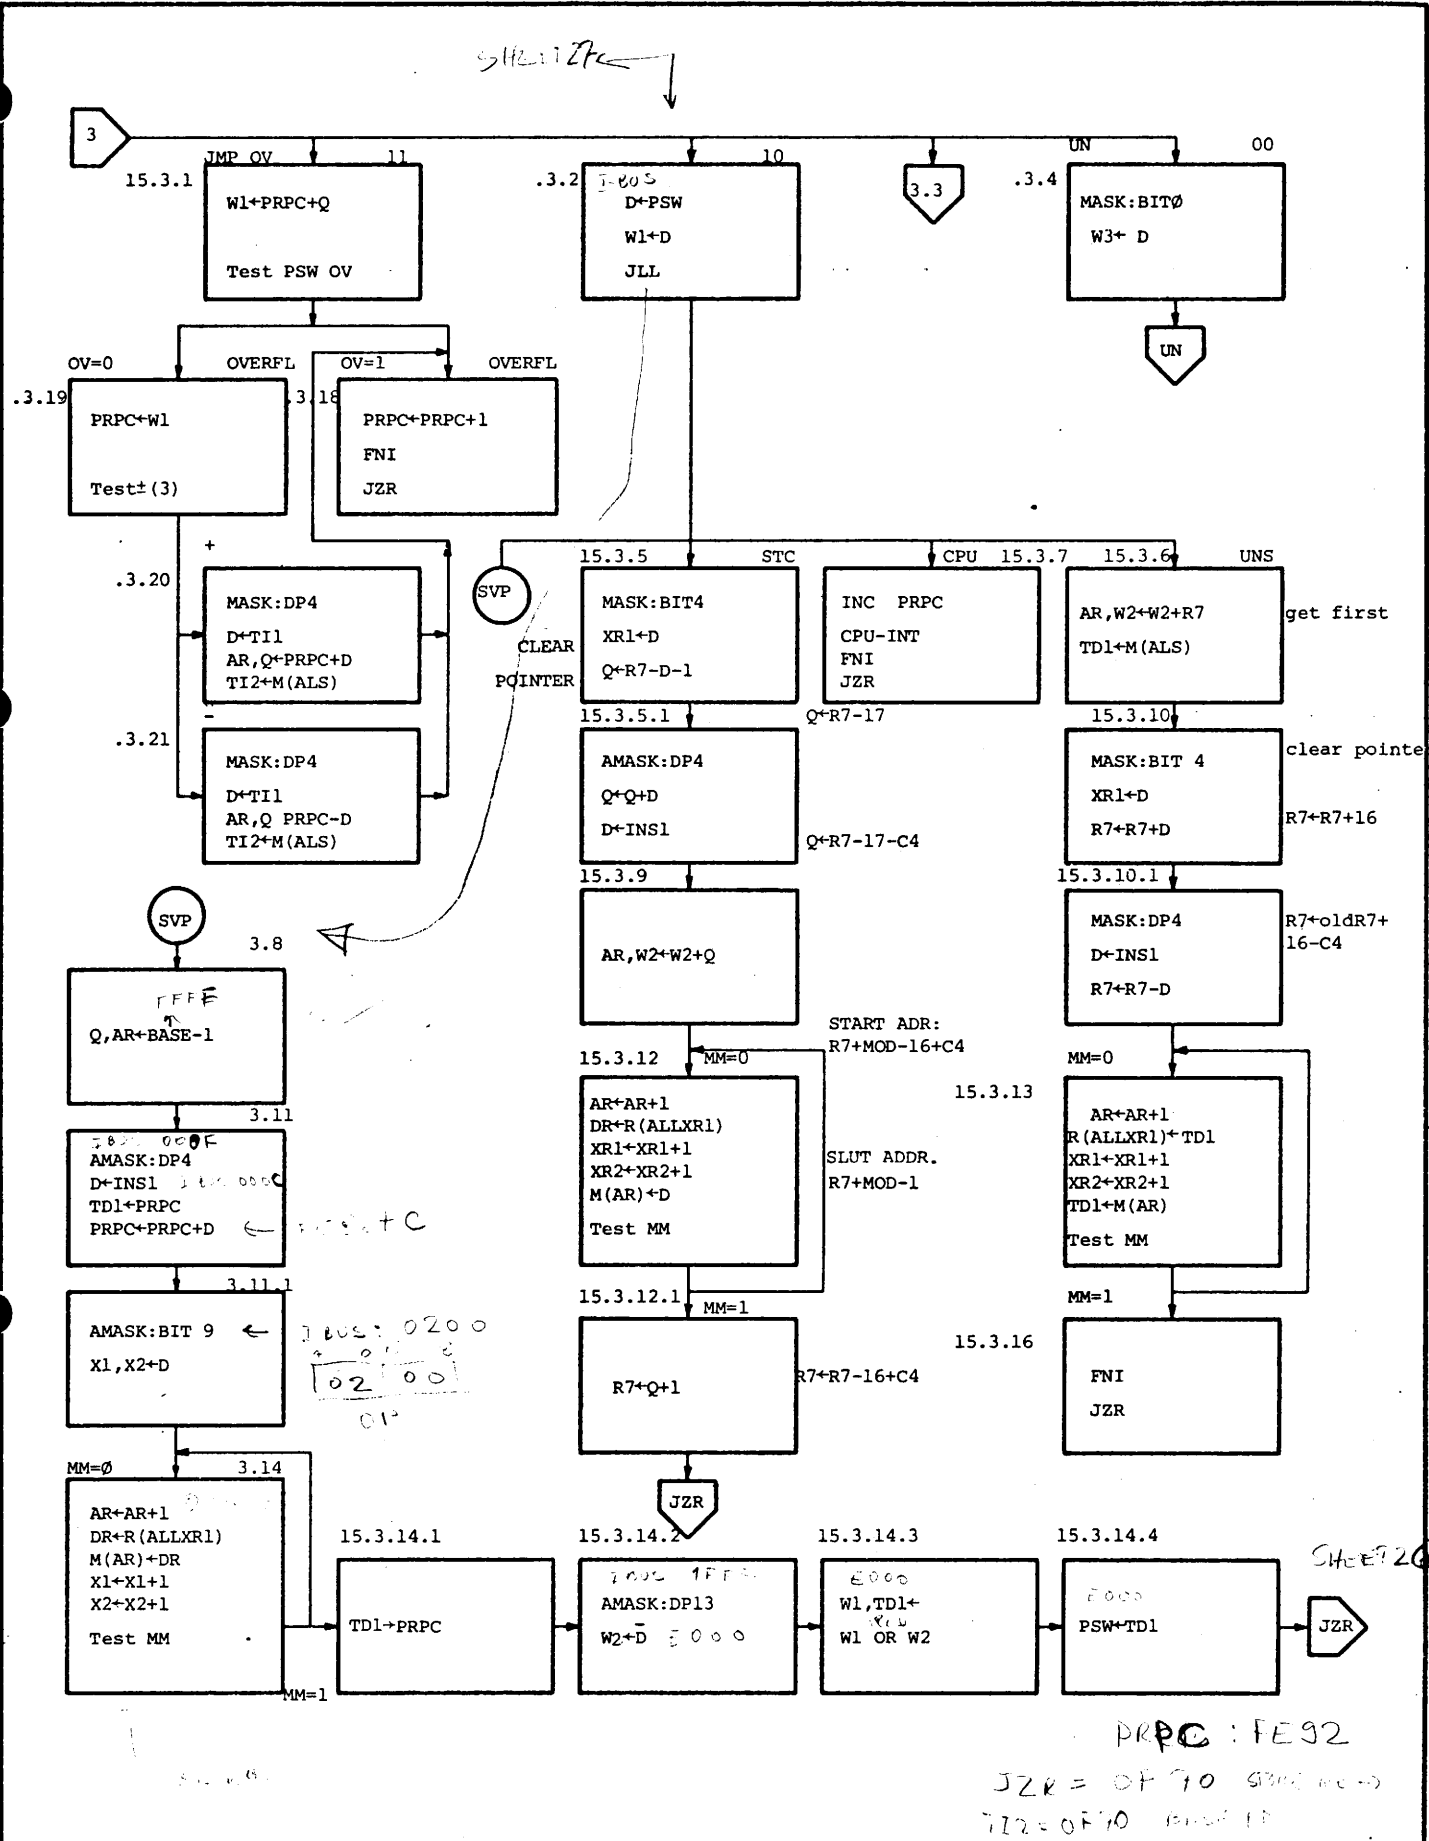 3
JMP OV 11
15.3.1
W1←PRPC+Q
Test PSW OV
10
.3.2
I-BUS
D←PSW
W1←D
JLL
3.3
UN 00
.3.4
MASK:BITØ
W3← D
UN
OV=0 OVERFL
.3.19
PRPC←W1
Test±(3)
OV=1 OVERFL
.3.18
PRPC←PRPC+1
FNI
JZR
+
.3.20
MASK:DP4
D←TI1
AR,Q←PRPC+D
TI2←M(ALS)
-
.3.21
MASK:DP4
D←TI1
AR,Q PRPC-D
TI2←M(ALS)
SVP
15.3.5 STC
CLEAR
POINTER
MASK:BIT4
XR1←D
Q←R7-D-1
CPU 15.3.7
INC PRPC
CPU-INT
FNI
JZR
15.3.6 UNS
AR,W2←W2+R7
TD1←M(ALS)
get first
15.3.5.1
Q←R7-17
AMASK:DP4
Q←Q+D
D←INS1
Q←R7-17-C4
15.3.10
MASK:BIT 4
XR1←D
R7←R7+D
clear pointe
R7←R7+16
15.3.9
AR,W2←W2+Q
15.3.10.1
MASK:DP4
D←INS1
R7←R7-D
R7←oldR7+
16-C4
SVP
3.8
FFFF
Q,AR←BASE-1
3.11
000F
AMASK:DP4
D←INS1 000C
TD1←PRPC
PRPC←PRPC+D ← + C
3.11.1
AMASK:BIT 9 ←
X1,X2←D
I BUS: 0200
02 00
START ADR:
R7+MOD-16+C4
15.3.12 MM=0
AR←AR+1
DR←R(ALLXR1)
XR1←XR1+1
XR2←XR2+1
M(AR)←D
Test MM
SLUT ADDR.
R7+MOD-1
MM=0
15.3.13
AR←AR+1
R(ALLXR1)←TD1
XR1←XR1+1
XR2←XR2+1
TD1←M(AR)
Test MM
15.3.12.1 MM=1
R7←Q+1
R7←R7-16+C4
MM=1
15.3.16
FNI
JZR
JZR
MM=Ø 3.14
AR←AR+1
DR←R(ALLXR1)
M(AR)←DR
X1←X1+1
X2←X2+1
Test MM
MM=1
15.3.14.1
TD1→PRPC
15.3.14.2
AMASK:DP13
W2←D̄ E000
15.3.14.3
E000
W1,TD1←
W1 OR W2
15.3.14.4
E000
PSW←TD1
SHEET 26
JZR
PRPC : FE92
JZR = 0F70
TI2 = 0F70